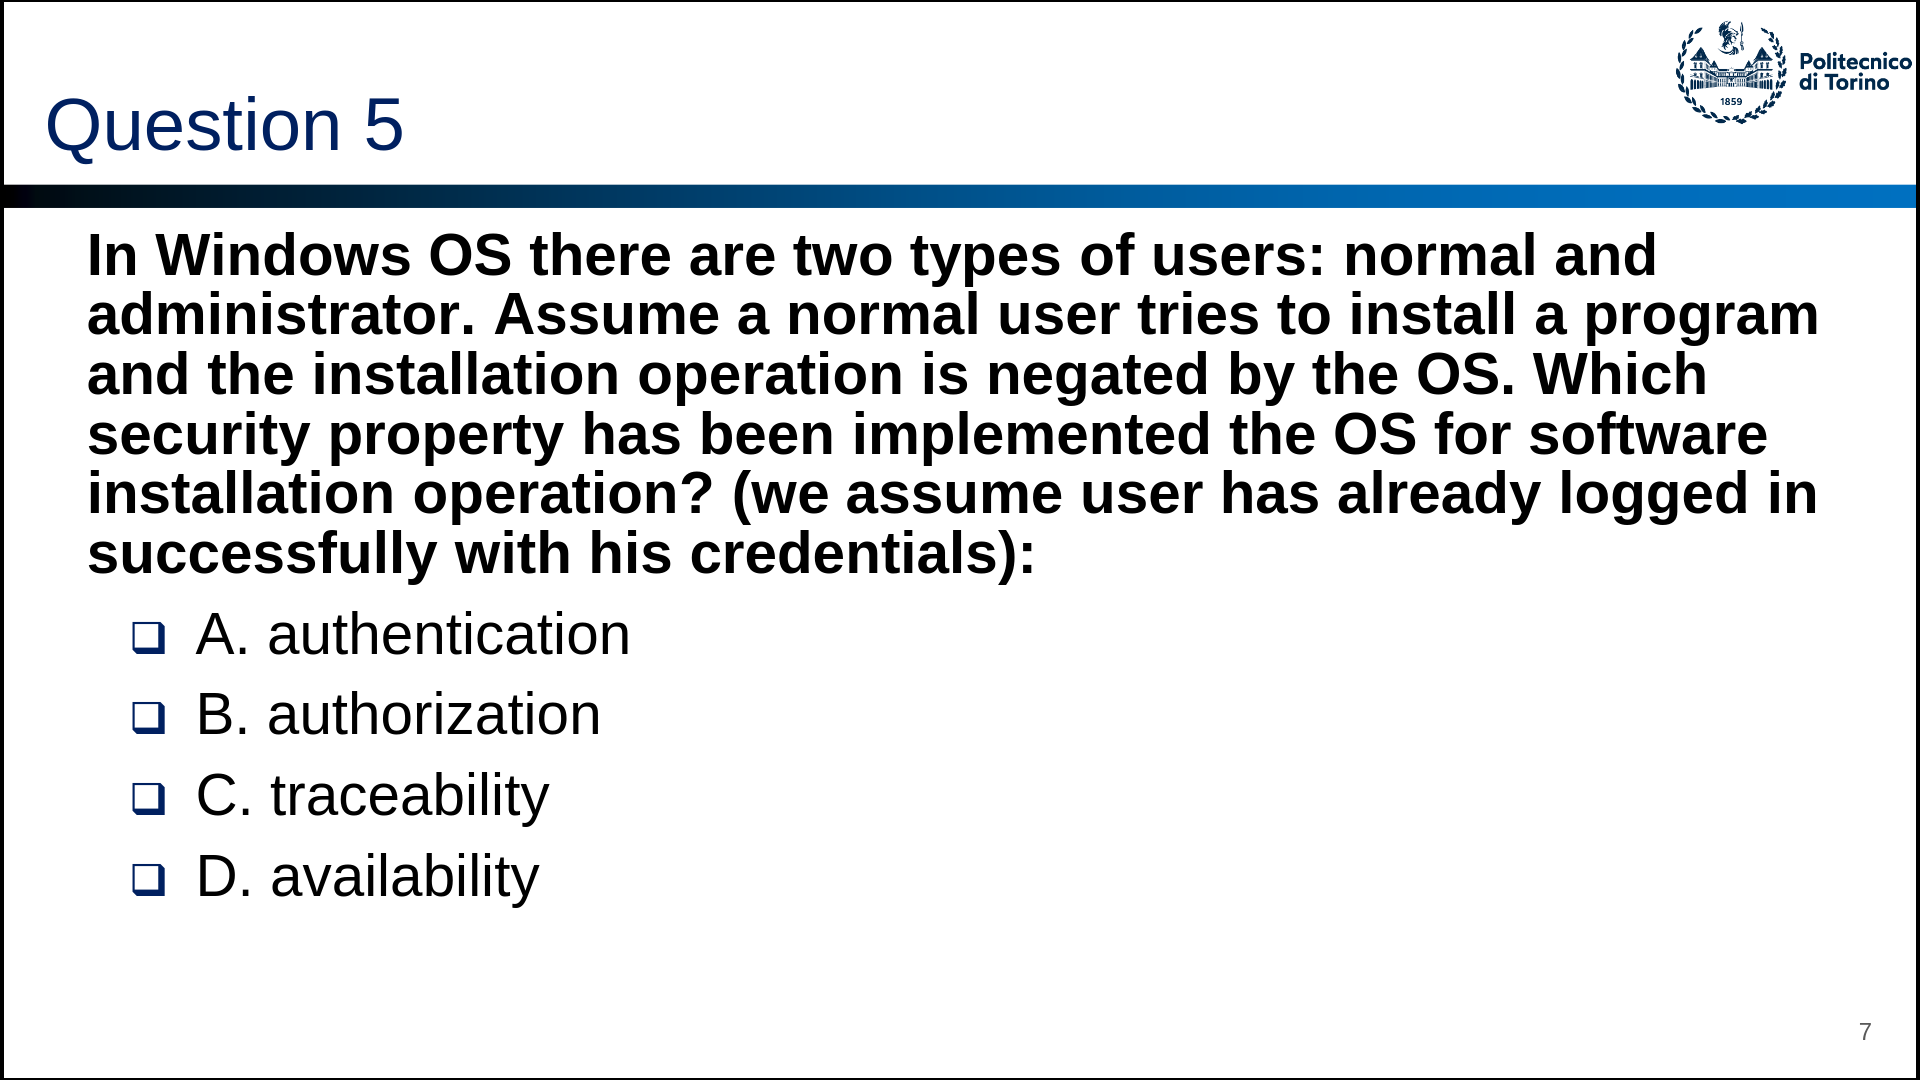 Politecnico
di Torino
1859
Question 5
In Windows OS there are two types of users: normal and
administrator. Assume a normal user tries to install a program
and the installation operation is negated by the OS. Which
security property has been implemented the OS for software
installation operation? (we assume user has already logged in
successfully with his credentials):
❑ A. authentication
❑ B. authorization
❑ C. traceability
❑ D. availability
7